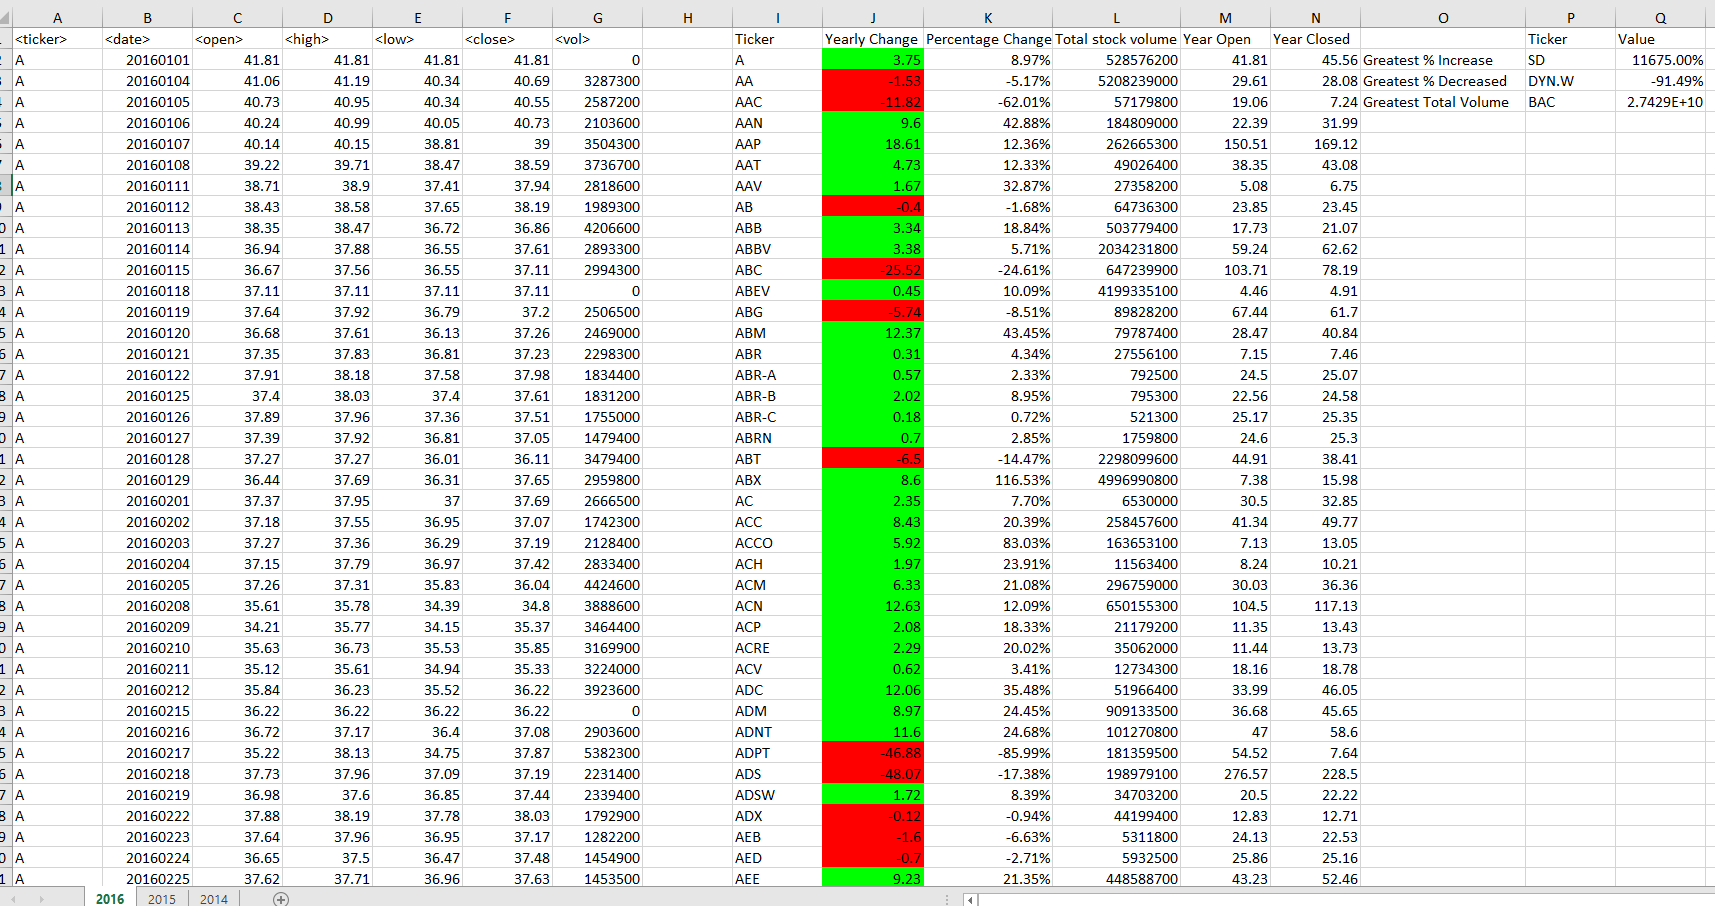 A B C D E F G H I J K L M N O P Q
<ticker> <date> <open> <high> <low> <close> <vol> Ticker Yearly Change Percentage Change Total stock volume Year Open Year Closed Ticker Value
A 20160101 41.81 41.81 41.81 41.81 0 A 3.75 8.97% 528576200 41.81 45.56 Greatest % Increase SD 11675.00%
A 20160104 41.06 41.19 40.34 40.69 3287300 AA -1.53 -5.17% 5208239000 29.61 28.08 Greatest % Decreased DYN.W -91.49%
A 20160105 40.73 40.95 40.34 40.55 2587200 AAC -11.82 -62.01% 57179800 19.06 7.24 Greatest Total Volume BAC 2.7429E+10
A 20160106 40.24 40.99 40.05 40.73 2103600 AAN 9.6 42.88% 184809000 22.39 31.99
A 20160107 40.14 40.15 38.81 39 3504300 AAP 18.61 12.36% 262665300 150.51 169.12
A 20160108 39.22 39.71 38.47 38.59 3736700 AAT 4.73 12.33% 49026400 38.35 43.08
A 20160111 38.71 38.9 37.41 37.94 2818600 AAV 1.67 32.87% 27358200 5.08 6.75
A 20160112 38.43 38.58 37.65 38.19 1989300 AB -0.4 -1.68% 64736300 23.85 23.45
A 20160113 38.35 38.47 36.72 36.86 4206600 ABB 3.34 18.84% 503779400 17.73 21.07
A 20160114 36.94 37.88 36.55 37.61 2893300 ABBV 3.38 5.71% 2034231800 59.24 62.62
A 20160115 36.67 37.56 36.55 37.11 2994300 ABC -25.52 -24.61% 647239900 103.71 78.19
A 20160118 37.11 37.11 37.11 37.11 0 ABEV 0.45 10.09% 4199335100 4.46 4.91
A 20160119 37.64 37.92 36.79 37.2 2506500 ABG -5.74 -8.51% 89828200 67.44 61.7
A 20160120 36.68 37.61 36.13 37.26 2469000 ABM 12.37 43.45% 79787400 28.47 40.84
A 20160121 37.35 37.83 36.81 37.23 2298300 ABR 0.31 4.34% 27556100 7.15 7.46
A 20160122 37.91 38.18 37.58 37.98 1834400 ABR-A 0.57 2.33% 792500 24.5 25.07
A 20160125 37.4 38.03 37.4 37.61 1831200 ABR-B 2.02 8.95% 795300 22.56 24.58
A 20160126 37.89 37.96 37.36 37.51 1755000 ABR-C 0.18 0.72% 521300 25.17 25.35
A 20160127 37.39 37.92 36.81 37.05 1479400 ABRN 0.7 2.85% 1759800 24.6 25.3
A 20160128 37.27 37.27 36.01 36.11 3479400 ABT -6.5 -14.47% 2298099600 44.91 38.41
A 20160129 36.44 37.69 36.31 37.65 2959800 ABX 8.6 116.53% 4996990800 7.38 15.98
A 20160201 37.37 37.95 37 37.69 2666500 AC 2.35 7.70% 6530000 30.5 32.85
A 20160202 37.18 37.55 36.95 37.07 1742300 ACC 8.43 20.39% 258457600 41.34 49.77
A 20160203 37.27 37.36 36.29 37.19 2128400 ACCO 5.92 83.03% 163653100 7.13 13.05
A 20160204 37.15 37.79 36.97 37.42 2833400 ACH 1.97 23.91% 11563400 8.24 10.21
A 20160205 37.26 37.31 35.83 36.04 4424600 ACM 6.33 21.08% 296759000 30.03 36.36
A 20160208 35.61 35.78 34.39 34.8 3888600 ACN 12.63 12.09% 650155300 104.5 117.13
A 20160209 34.21 35.77 34.15 35.37 3464400 ACP 2.08 18.33% 21179200 11.35 13.43
A 20160210 35.63 36.73 35.53 35.85 3169900 ACRE 2.29 20.02% 35062000 11.44 13.73
A 20160211 35.12 35.61 34.94 35.33 3224000 ACV 0.62 3.41% 12734300 18.16 18.78
A 20160212 35.84 36.23 35.52 36.22 3923600 ADC 12.06 35.48% 51966400 33.99 46.05
A 20160215 36.22 36.22 36.22 36.22 0 ADM 8.97 24.45% 909133500 36.68 45.65
A 20160216 36.72 37.17 36.4 37.08 2903600 ADNT 11.6 24.68% 101270800 47 58.6
A 20160217 35.22 38.13 34.75 37.87 5382300 ADPT -46.88 -85.99% 181359500 54.52 7.64
A 20160218 37.73 37.96 37.09 37.19 2231400 ADS -48.07 -17.38% 198979100 276.57 228.5
A 20160219 36.98 37.6 36.85 37.44 2339400 ADSW 1.72 8.39% 34703200 20.5 22.22
A 20160222 37.88 38.19 37.78 38.03 1792900 ADX -0.12 -0.94% 44199400 12.83 12.71
A 20160223 37.64 37.96 36.95 37.17 1282200 AEB -1.6 -6.63% 5311800 24.13 22.53
A 20160224 36.65 37.5 36.47 37.48 1454900 AED -0.7 -2.71% 5932500 25.86 25.16
A 20160225 37.62 37.71 36.96 37.63 1453500 AEE 9.23 21.35% 448588700 43.23 52.46
2016 2015 2014